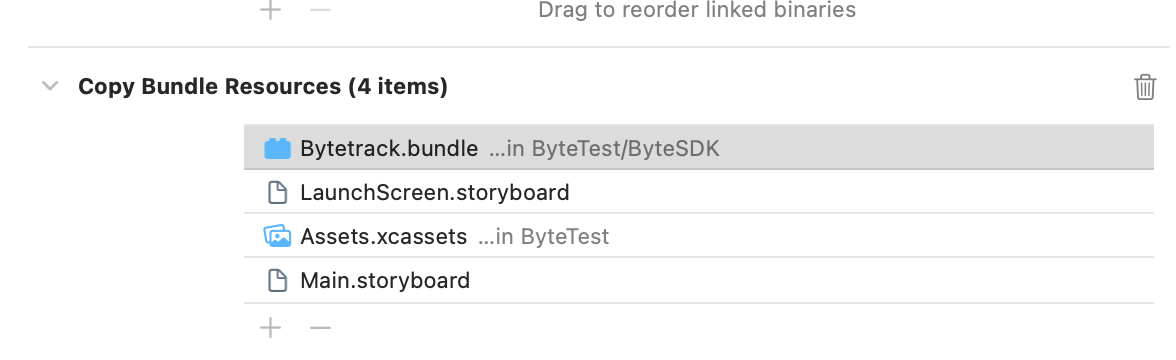 Drag to reorder linked binaries
Copy Bundle Resources (4 items)
Bytetrack.bundle ...in ByteTest/ByteSDK
LaunchScreen.storyboard
Assets.xcassets ...in ByteTest
Main.storyboard